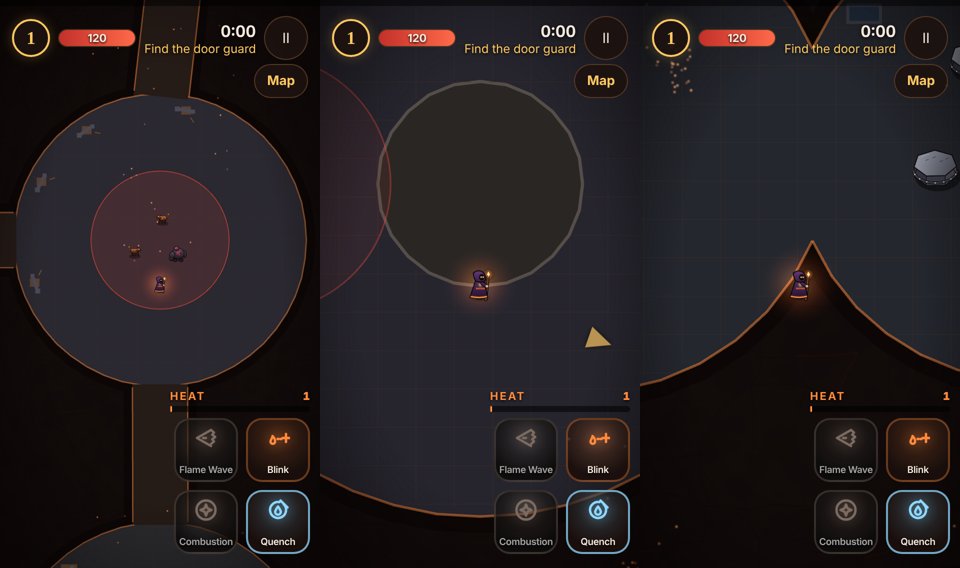 1
120
0:00
Find the door guard
Map
HEAT 1
Flame Wave
Blink
Combustion
Quench
1
120
0:00
Find the door guard
Map
HEAT 1
Flame Wave
Blink
Combustion
Quench
1
120
0:00
Find the door guard
Map
HEAT 1
Flame Wave
Blink
Combustion
Quench